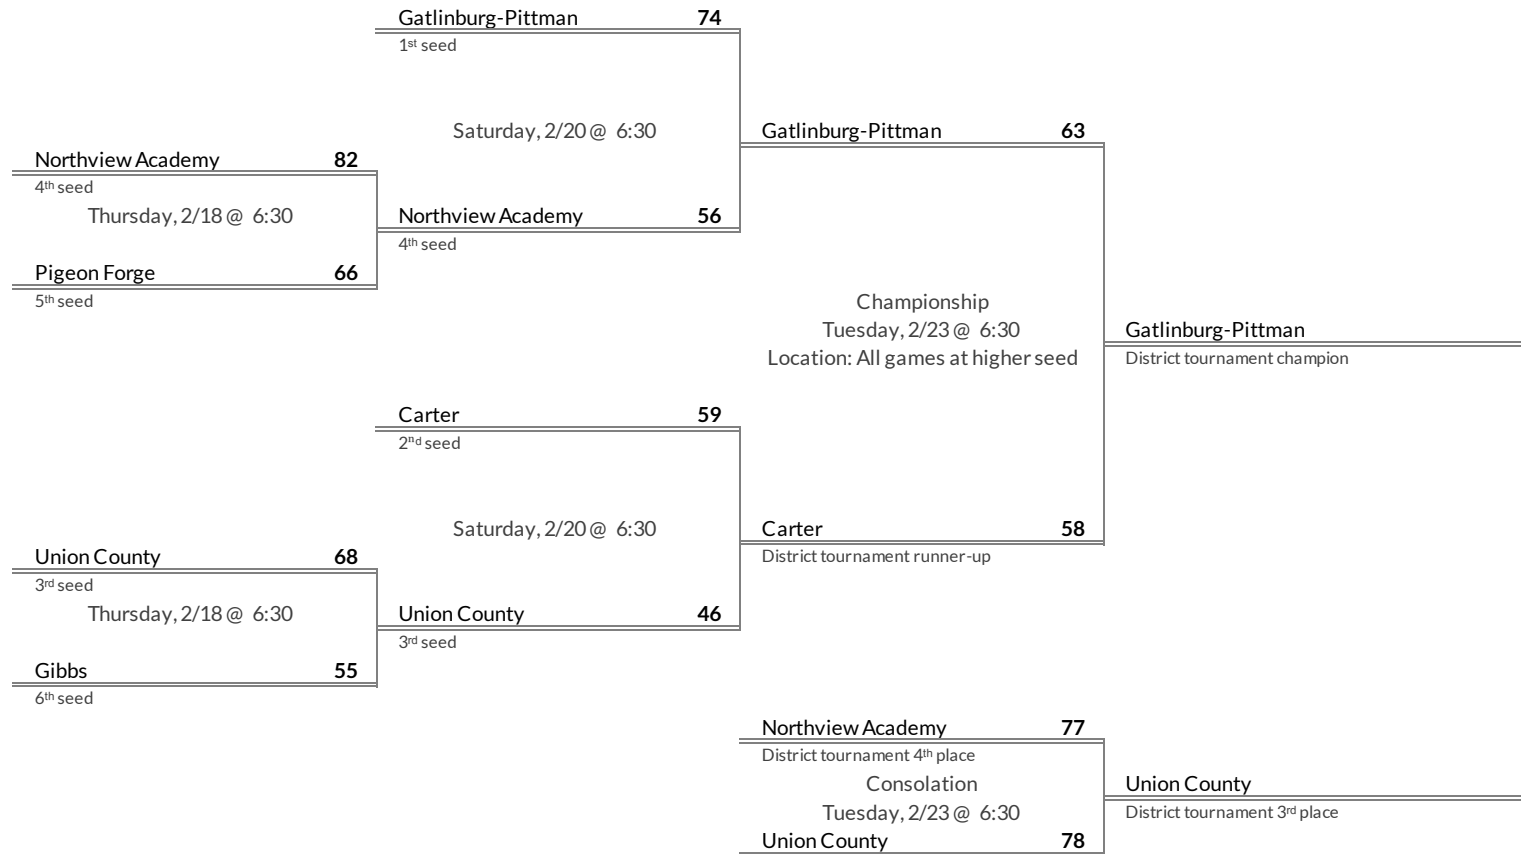 Gatlinburg-Pittman 74
1st seed
Saturday, 2/20 @ 6:30
Gatlinburg-Pittman 63
Northview Academy 82
4th seed
Thursday, 2/18 @ 6:30
Northview Academy 56
4th seed
Pigeon Forge 66
5th seed
Championship
Tuesday, 2/23 @ 6:30
Location: All games at higher seed
Gatlinburg-Pittman
District tournament champion
Carter 59
2nd seed
Saturday, 2/20 @ 6:30
Carter 58
District tournament runner-up
Union County 68
3rd seed
Thursday, 2/18 @ 6:30
Union County 46
3rd seed
Gibbs 55
6th seed
Northview Academy 77
District tournament 4th place
Consolation
Tuesday, 2/23 @ 6:30
Union County
District tournament 3rd place
Union County 78